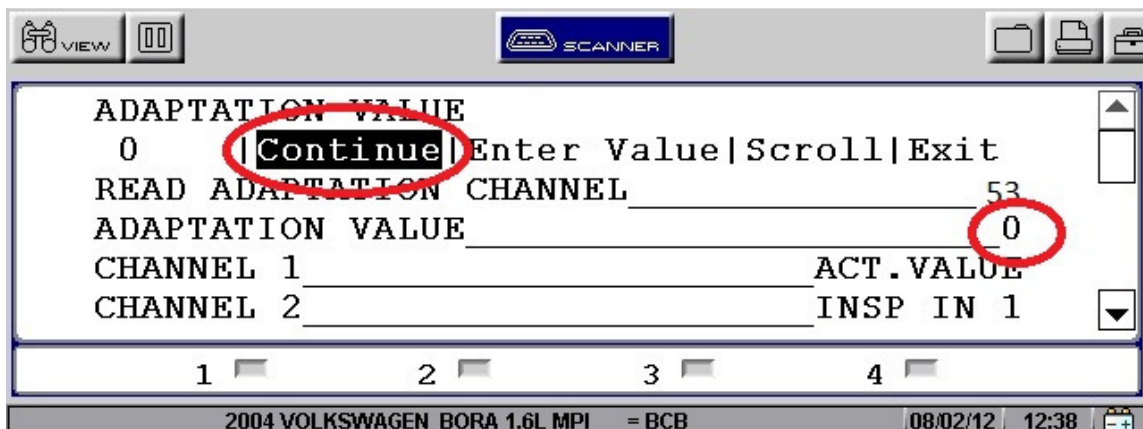 VIEW SCANNER
ADAPTATION VALUE
0 |Continue|Enter Value|Scroll|Exit
READ ADAPTATION CHANNEL 53
ADAPTATION VALUE 0
CHANNEL 1 ACT.VALUE
CHANNEL 2 INSP IN 1
1 2 3 4
2004 VOLKSWAGEN BORA 1.6L MPI = BCB 08/02/12 12:38